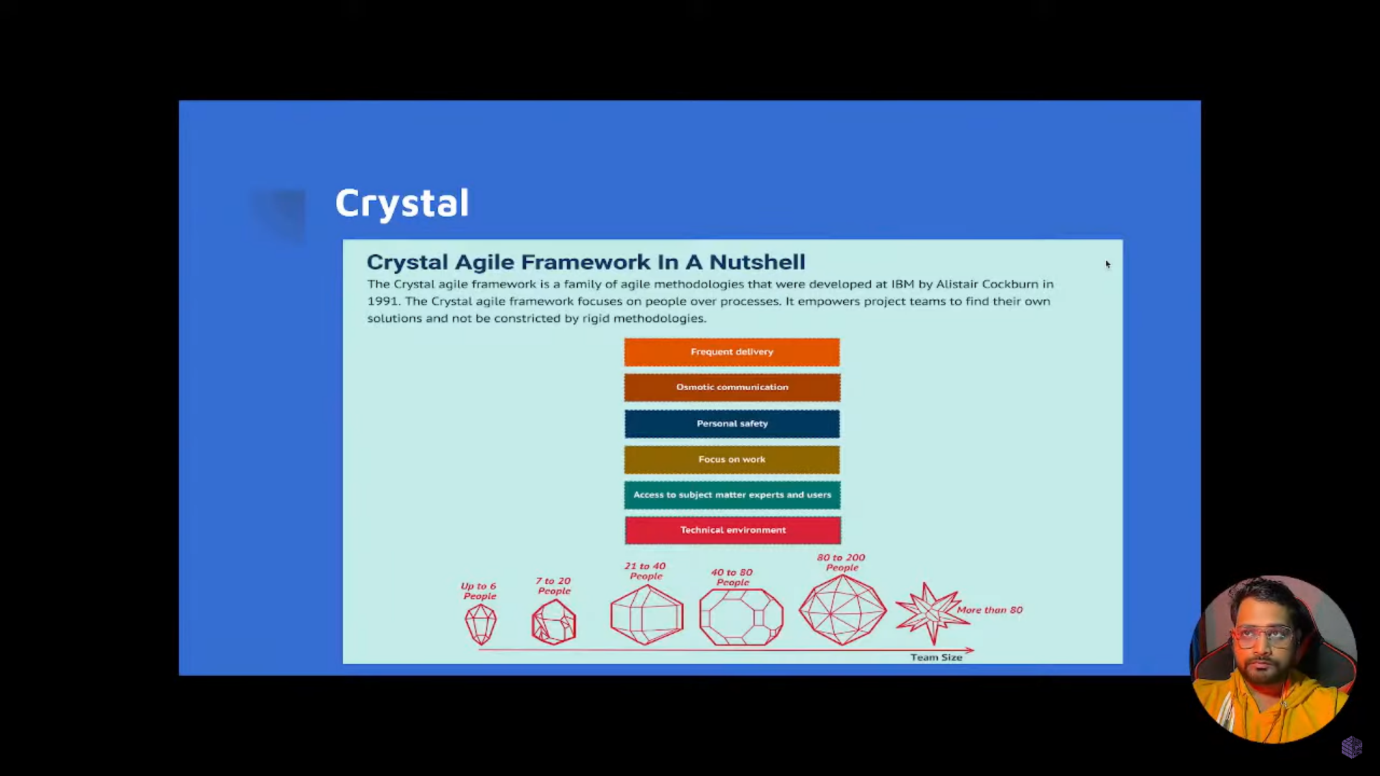 Crystal
Crystal Agile Framework In A Nutshell
The Crystal agile framework is a family of agile methodologies that were developed at IBM by Alistair Cockburn in
1991. The Crystal agile framework focuses on people over processes. It empowers project teams to find their own
solutions and not be constricted by rigid methodologies.
Frequent delivery
Osmotic communication
Personal safety
Focus on work
Access to subject matter experts and users
Technical environment
Up to 6
People
7 to 20
People
21 to 40
People
40 to 80
People
80 to 200
People
More than 80
Team Size